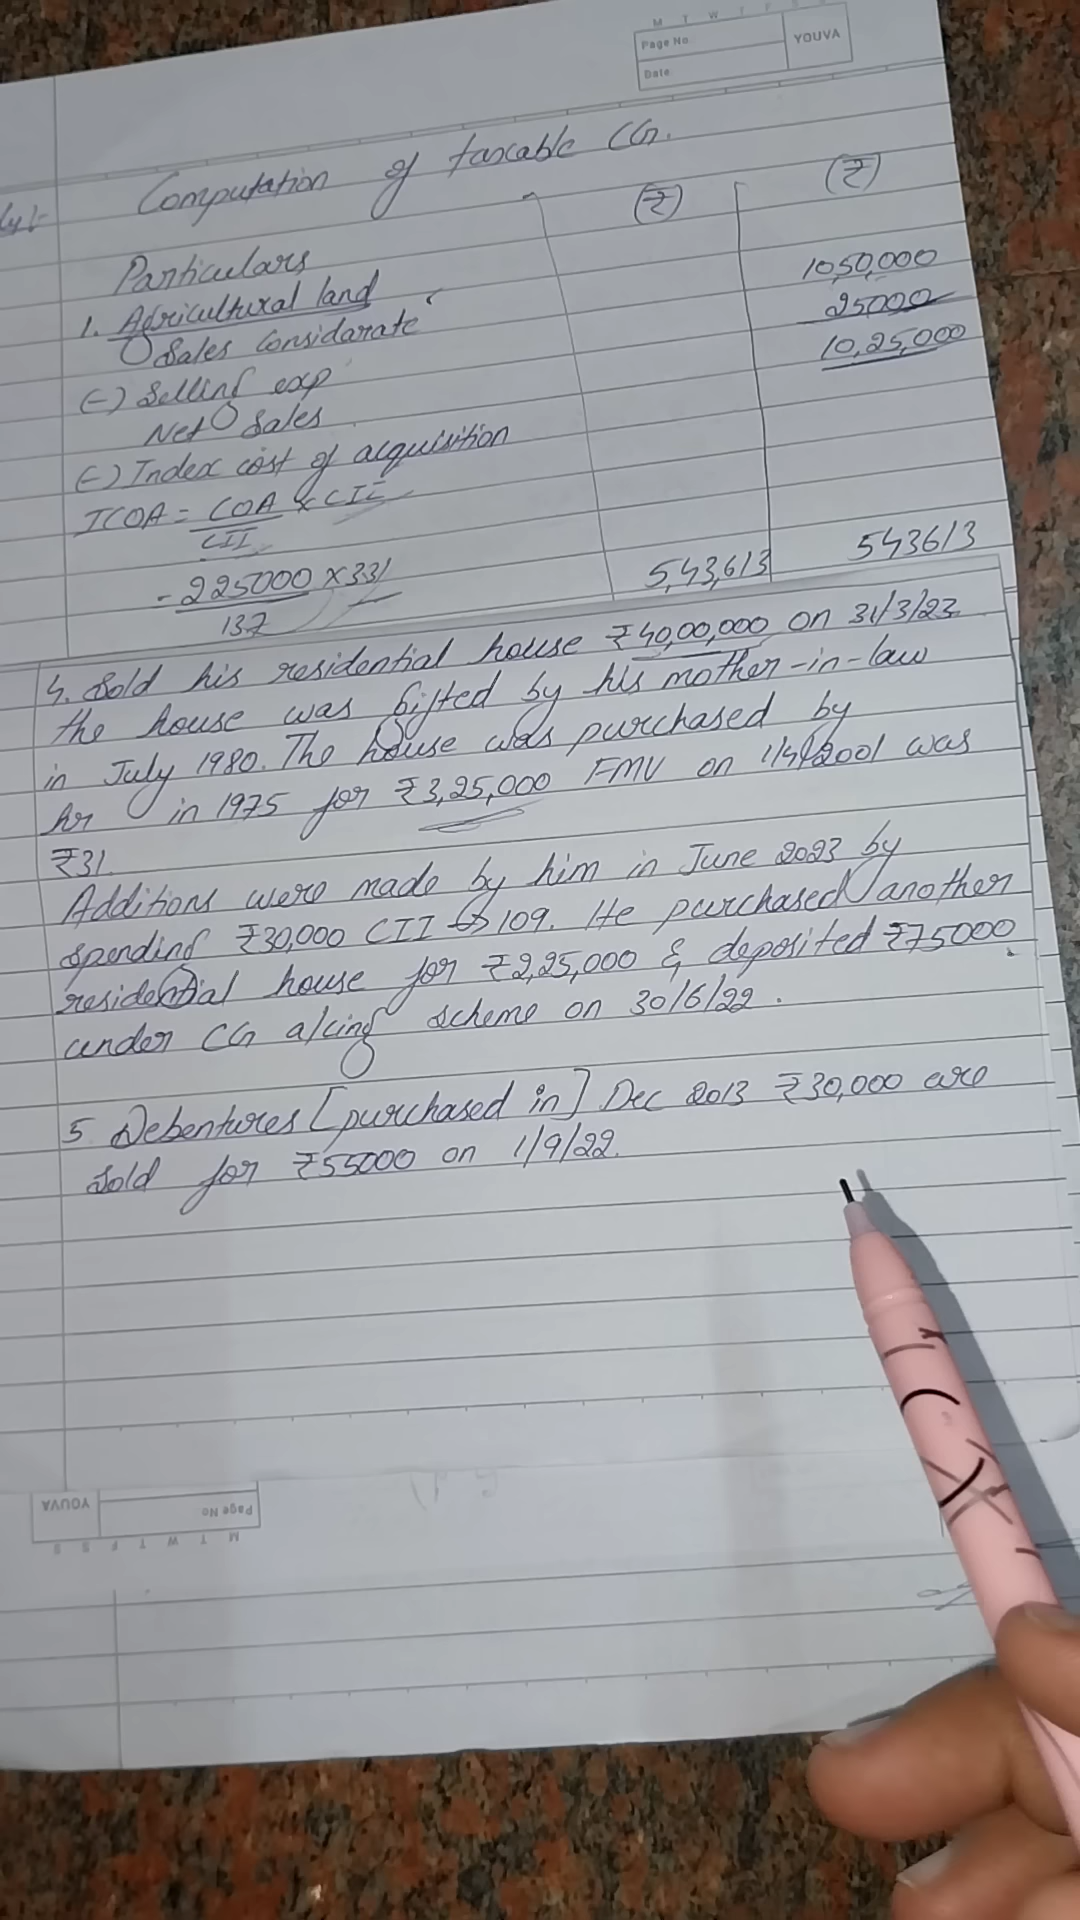 M T W T F S S
Page No.
YOUVA
Date
Computation of taxable CG.
Particulars (₹) (₹)
1. Agricultural land
Sales Considarate 1050,000
(-) Selling exp 25000
Net Sales 10,25,000
(-) Index cost of acquisition
ICOA = COA × CII
CII
- 225000 × 331 5,43,613 543613
137
4. Sold his residential house ₹40,00,000 on 31/3/23
the house was gifted by his mother-in-law
in July 1980. The house was purchased by
hr in 1975 for ₹3,25,000 FMV on 1/4/2001 was
₹31.
Additions were made by him in June 2023 by
spending ₹30,000 CII 109. He purchased another
residential house for ₹2,25,000 & deposited ₹75000
under CG a/cing scheme on 30/6/22.
5. Debentures [purchased in] Dec 2013 ₹30,000 are
sold for ₹55000 on 1/9/22.
YOUVA
Page No
M T W T F S S